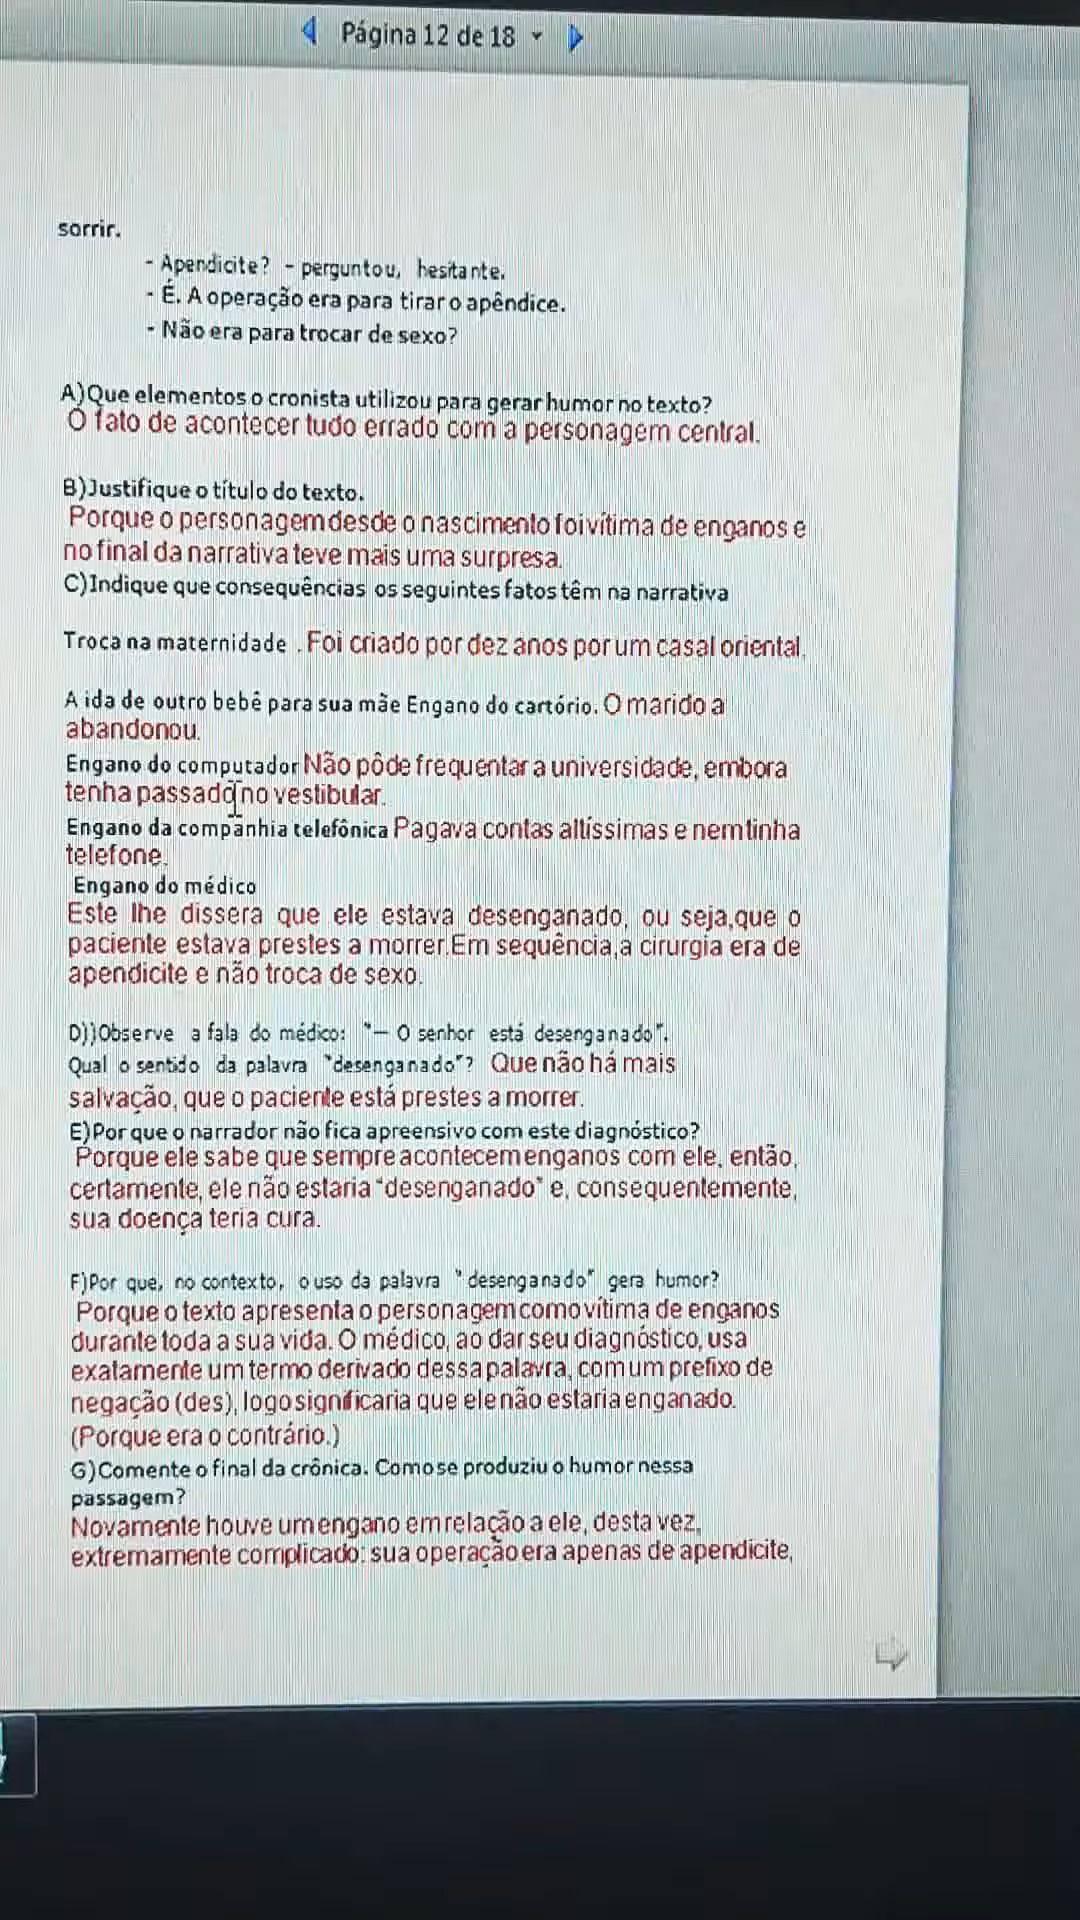 Página 12 de 18
sorrir.
- Apendicite? - perguntou, hesitante.
- É. A operação era para tirar o apêndice.
- Não era para trocar de sexo?
A)Que elementos o cronista utilizou para gerar humor no texto?
O fato de acontecer tudo errado com a personagem central.
B)Justifique o título do texto.
Porque o personagem desde o nascimento foi vítima de enganos e
no final da narrativa teve mais uma surpresa.
C)Indique que consequências os seguintes fatos têm na narrativa
Troca na maternidade . Foi criado por dez anos por um casal oriental.
A ida de outro bebê para sua mãe Engano do cartório. O marido a
abandonou.
Engano do computador Não pôde frequentar a universidade, embora
tenha passado no vestibular.
Engano da companhia telefônica Pagava contas altíssimas e nem tinha
telefone.
Engano do médico
Este lhe dissera que ele estava desenganado, ou seja,que o
paciente estava prestes a morrer.Em sequência,a cirurgia era de
apendicite e não troca de sexo.
D))Observe a fala do médico: "— O senhor está desenganado".
Qual o sentido da palavra "desenganado"? Que não há mais
salvação, que o paciente está prestes a morrer.
E)Por que o narrador não fica apreensivo com este diagnóstico?
Porque ele sabe que sempre acontecem enganos com ele, então,
certamente, ele não estaria "desenganado" e, consequentemente,
sua doença teria cura.
F)Por que, no contexto, o uso da palavra "desenganado" gera humor?
Porque o texto apresenta o personagem como vítima de enganos
durante toda a sua vida. O médico, ao dar seu diagnóstico, usa
exatamente um termo derivado dessa palavra, com um prefixo de
negação (des), logo significaria que ele não estaria enganado.
(Porque era o contrário.)
G)Comente o final da crônica. Como se produziu o humor nessa
passagem?
Novamente houve um engano em relação a ele, desta vez,
extremamente complicado: sua operação era apenas de apendicite,